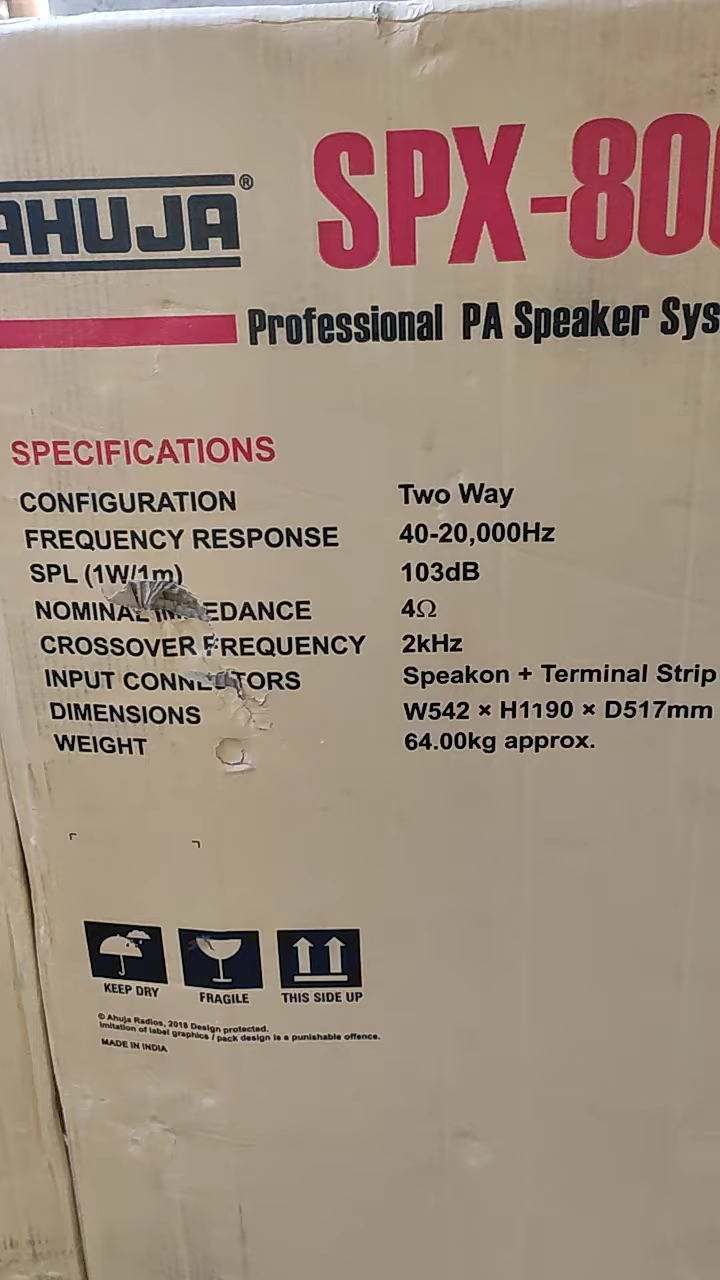 AHUJA®
SPX-80
Professional PA Speaker Sys
SPECIFICATIONS
CONFIGURATION Two Way
FREQUENCY RESPONSE 40-20,000Hz
SPL (1W/1m) 103dB
NOMINAL IMPEDANCE 4Ω
CROSSOVER FREQUENCY 2kHz
INPUT CONNECTORS Speakon + Terminal Strip
DIMENSIONS W542 × H1190 × D517mm
WEIGHT 64.00kg approx.
KEEP DRY FRAGILE THIS SIDE UP
© Ahuja Radios, 2018 Design protected.
Imitation of label graphics / pack design is a punishable offence.
MADE IN INDIA